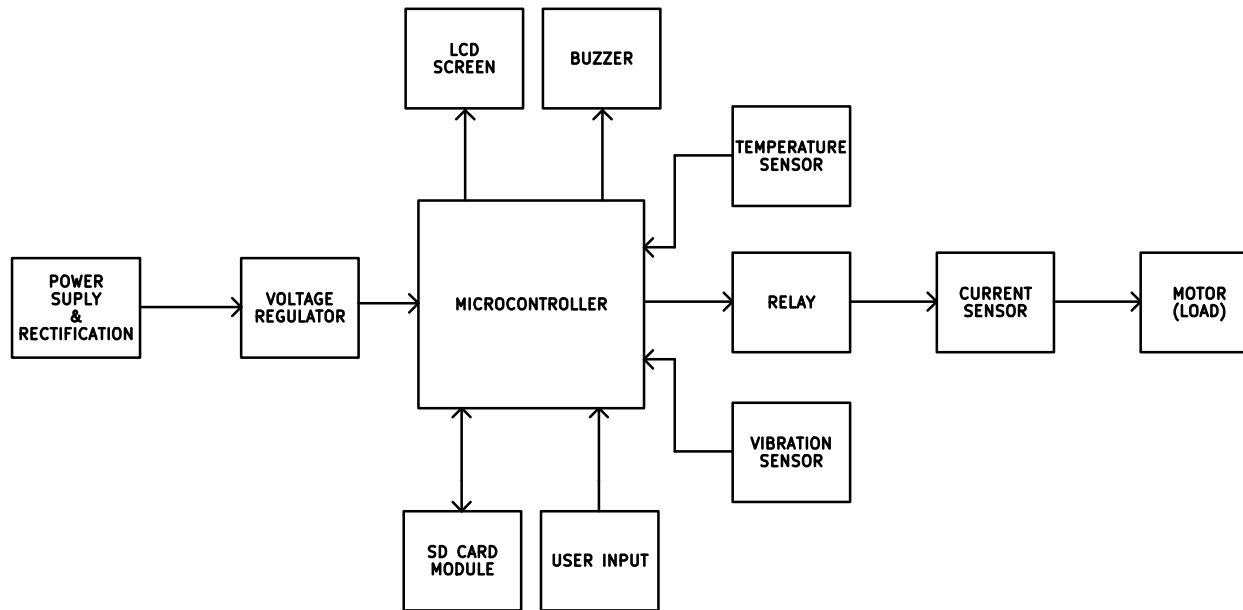 LCD
SCREEN
BUZZER
TEMPERATURE
SENSOR
POWER
SUPLY
&
RECTIFICATION
VOLTAGE
REGULATOR
MICROCONTROLLER
RELAY
CURRENT
SENSOR
MOTOR
(LOAD)
VIBRATION
SENSOR
SD CARD
MODULE
USER INPUT